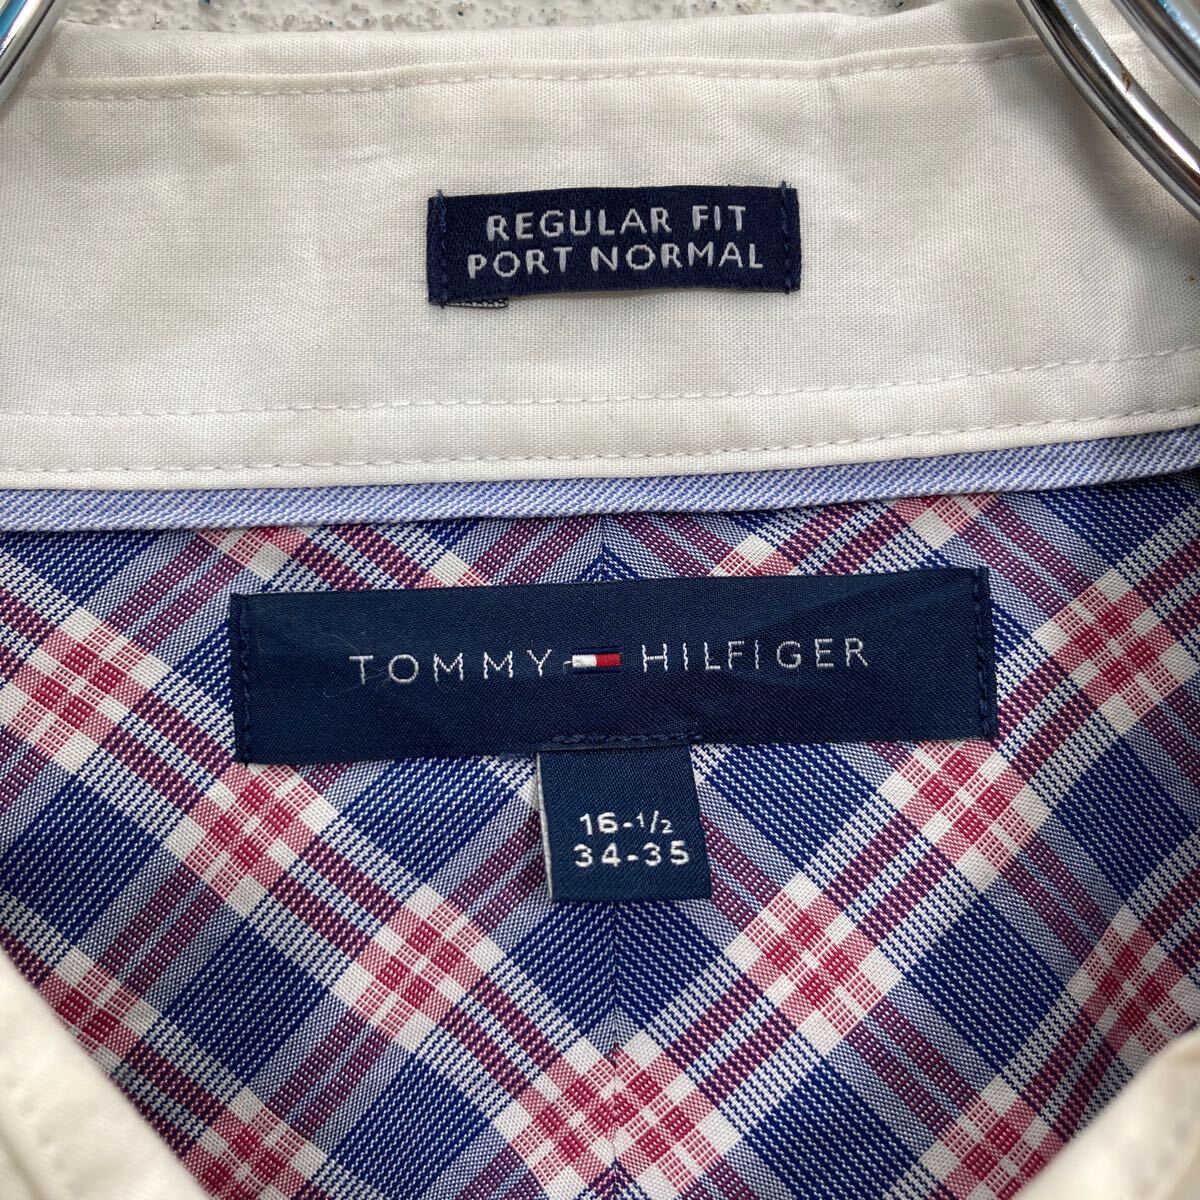 REGULAR FIT
PORT NORMAL
TOMMY HILFIGER
16-1/2
34-35